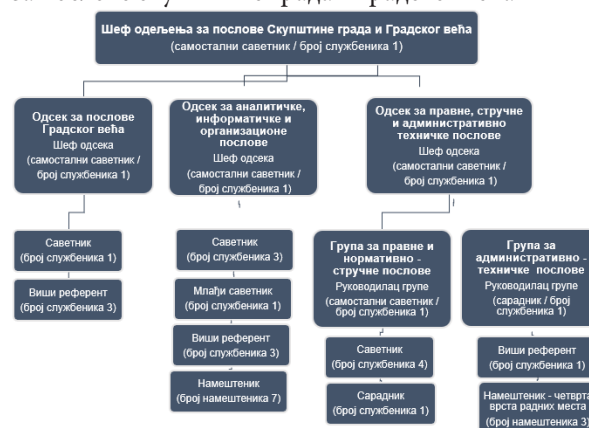 Шеф одељења за послове Скупштине града и Градског већа
(самостални саветник / број службеника 1)
Одсек за послове
Градског већа
Шеф одсека
(самостални саветник /
број службеника 1)
Саветник
(број службеника 1)
Виши референт
(број службеника 3)
Одсек за аналитичке,
информатичке и
организационе
послове
Шеф одсека
(самостални саветник /
број службеника 1)
Саветник
(број службеника 3)
Млађи саветник
(број службеника 1)
Виши референт
(број службеника 3)
Намештеник
(број намештеника 7)
Одсек за правне, стручне
и административно
техничке послове
Шеф одсека
(самостални саветник /
број службеника 1)
Група за правне и
нормативно -
стручне послове
Руководилац групе
(самостални саветник /
број службеника 1)
Саветник
(број службеника 4)
Сарадник
(број службеника 1)
Група за
административно -
техничке послове
Руководилац групе
(сарадник / број
службеника 1)
Виши референт
(број службеника 1)
Намештеник - четврта
врста радних места
(број намештеника 3)